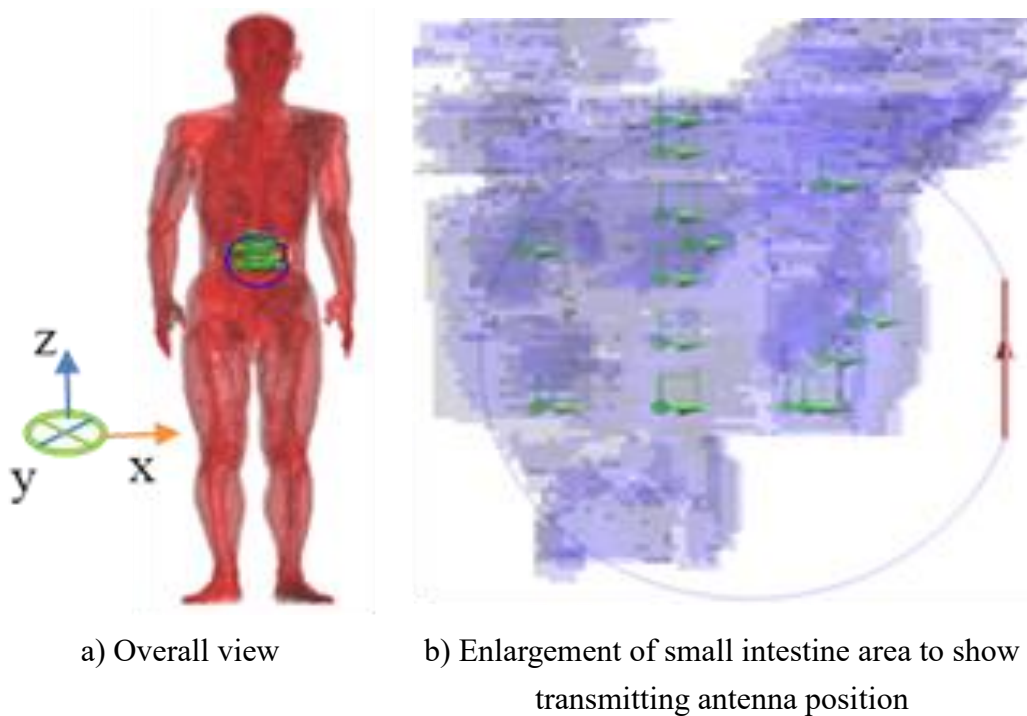 z
y
x
a) Overall view
b) Enlargement of small intestine area to show
transmitting antenna position